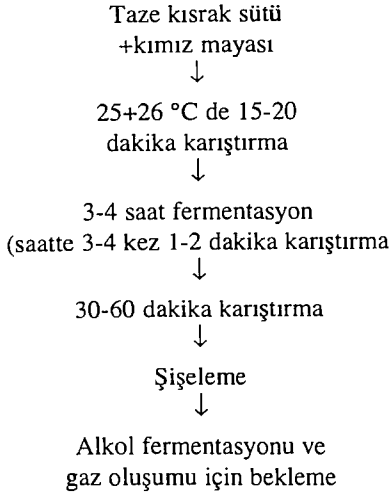 Taze kısrak sütü
+kımız mayası
↓
25+26 °C de 15-20
dakika karıştırma
↓
3-4 saat fermentasyon
(saatte 3-4 kez 1-2 dakika karıştırma
↓
30-60 dakika karıştırma
↓
Şişeleme
↓
Alkol fermentasyonu ve
gaz oluşumu için bekleme